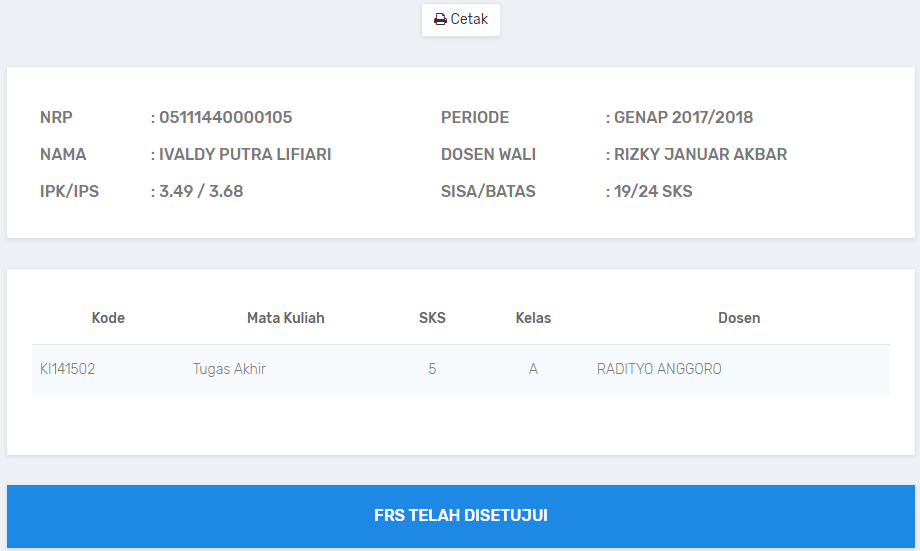 Cetak
NRP : 05111440000105 PERIODE : GENAP 2017/2018
NAMA : IVALDY PUTRA LIFIARI DOSEN WALI : RIZKY JANUAR AKBAR
IPK/IPS : 3.49 / 3.68 SISA/BATAS : 19/24 SKS
Kode Mata Kuliah SKS Kelas Dosen
KI141502 Tugas Akhir 5 A RADITYO ANGGORO
FRS TELAH DISETUJUI